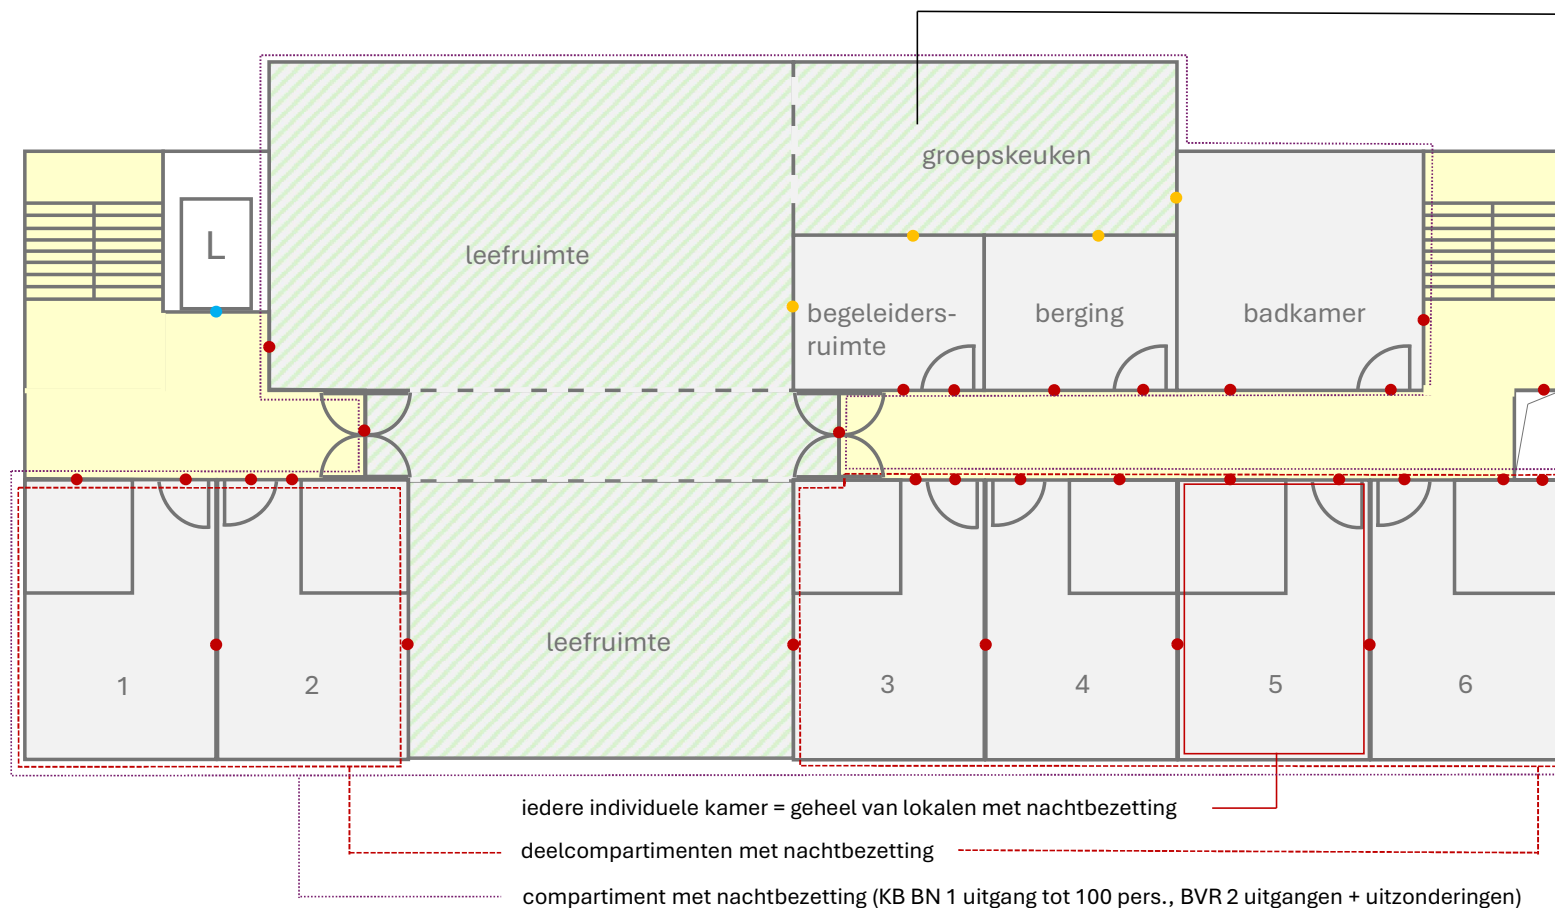 groepskeuken
L
leefruimte
begeleiders-
ruimte
berging
badkamer
leefruimte
1
2
3
4
5
6
iedere individuele kamer = geheel van lokalen met nachtbezetting
deelcompartimenten met nachtbezetting
compartiment met nachtbezetting (KB BN 1 uitgang tot 100 pers., BVR 2 uitgangen + uitzonderingen)